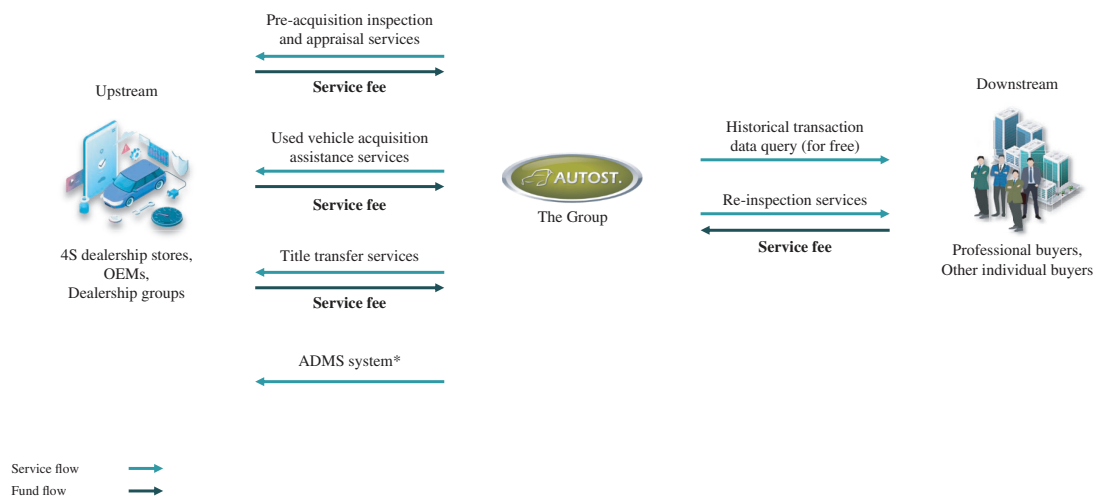 Pre-acquisition inspection
and appraisal services
Service fee
Upstream
Used vehicle acquisition
assistance services
Service fee
4S dealership stores,
OEMs,
Dealership groups
Title transfer services
Service fee
ADMS system*
AUTOST.
The Group
Downstream
Historical transaction
data query (for free)
Re-inspection services
Service fee
Professional buyers,
Other individual buyers
Service flow
Fund flow